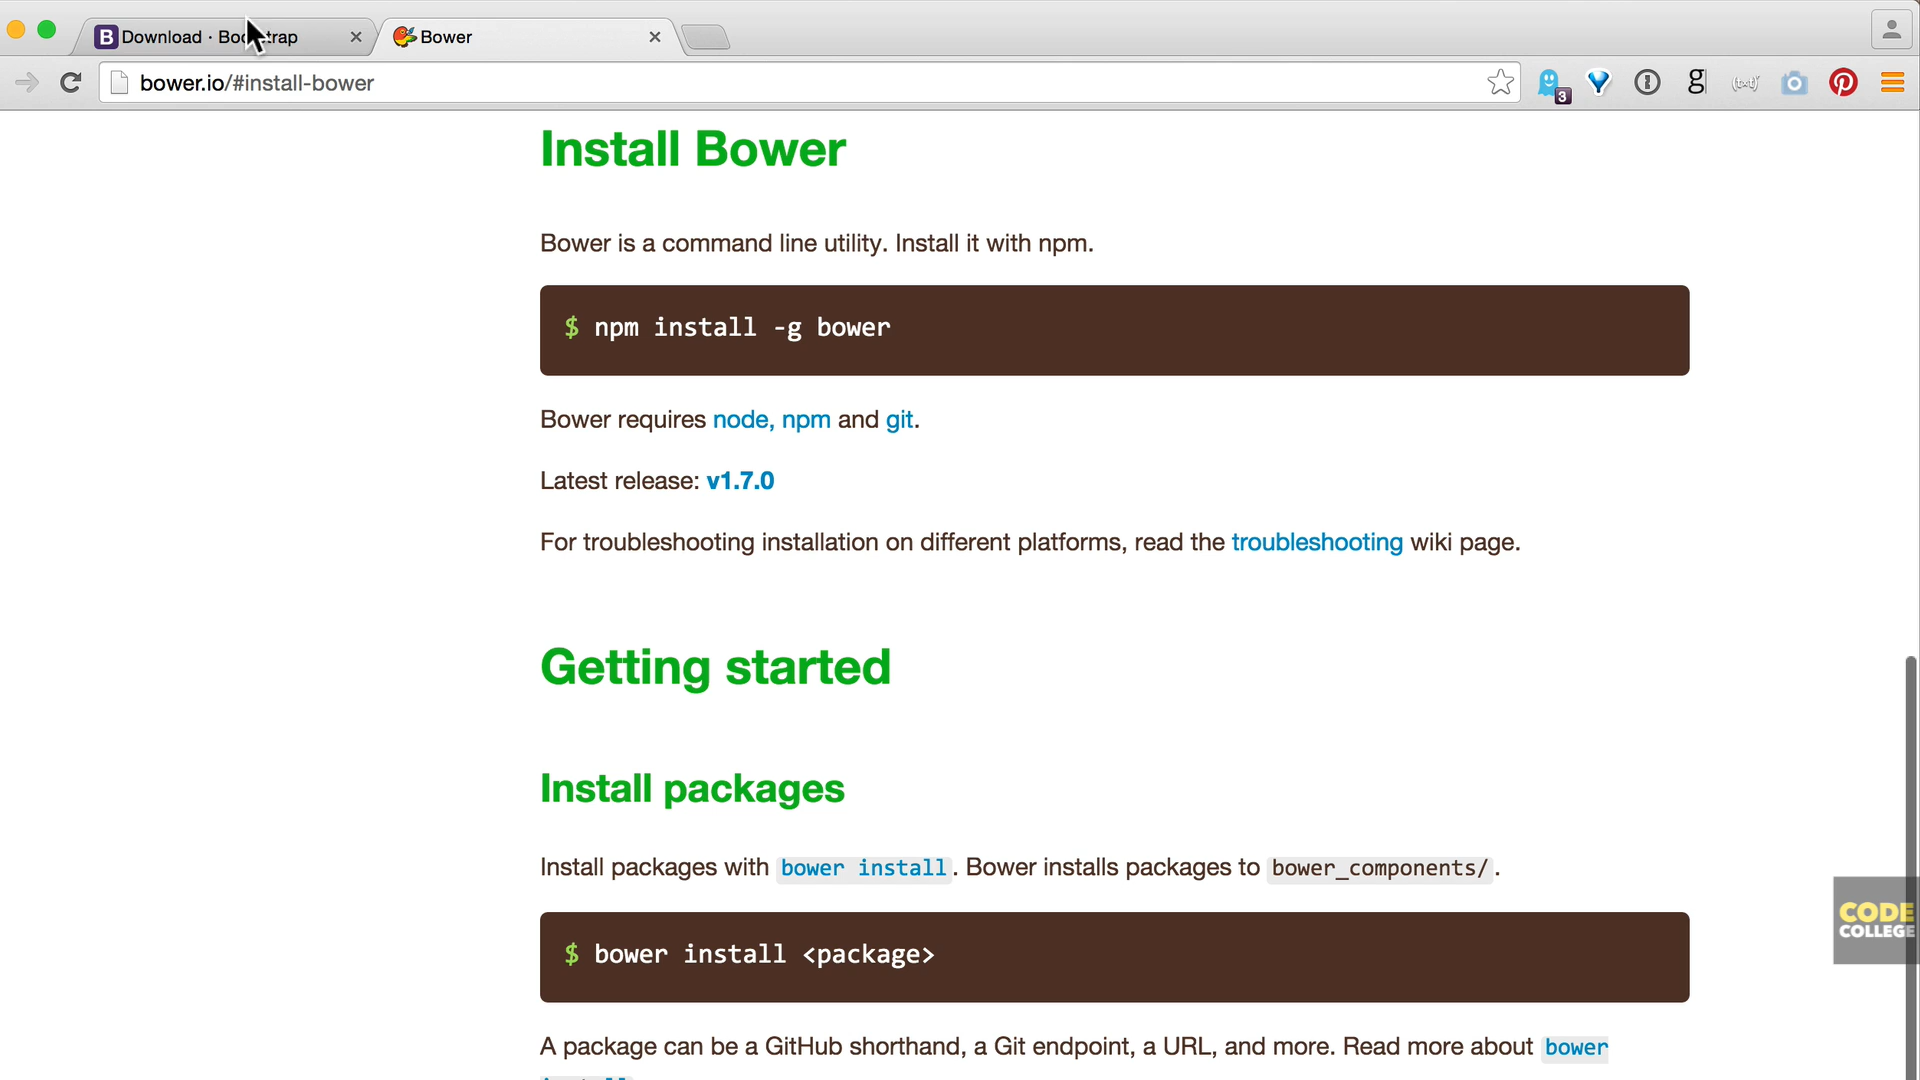 Download · Bootstrap
Bower
bower.io/#install-bower
3
Install Bower
Bower is a command line utility. Install it with npm.
$ npm install -g bower
Bower requires node, npm and git.
Latest release: v1.7.0
For troubleshooting installation on different platforms, read the troubleshooting wiki page.
Getting started
Install packages
Install packages with bower install. Bower installs packages to bower_components/.
$ bower install <package>
A package can be a GitHub shorthand, a Git endpoint, a URL, and more. Read more about bower
CODE
COLLEGE